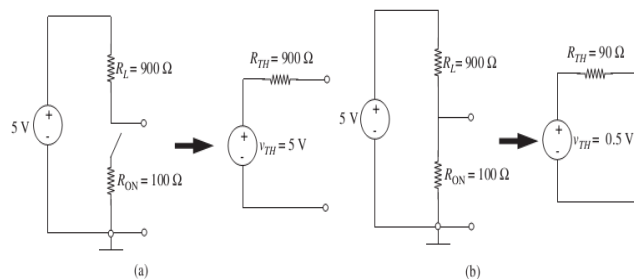 5 V
+
-
R_L = 900 Ω
R_ON = 100 Ω
R_TH = 900 Ω
+
-
v_TH = 5 V
(a)
5 V
+
-
R_L = 900 Ω
R_ON = 100 Ω
R_TH = 90 Ω
+
-
v_TH = 0.5 V
(b)